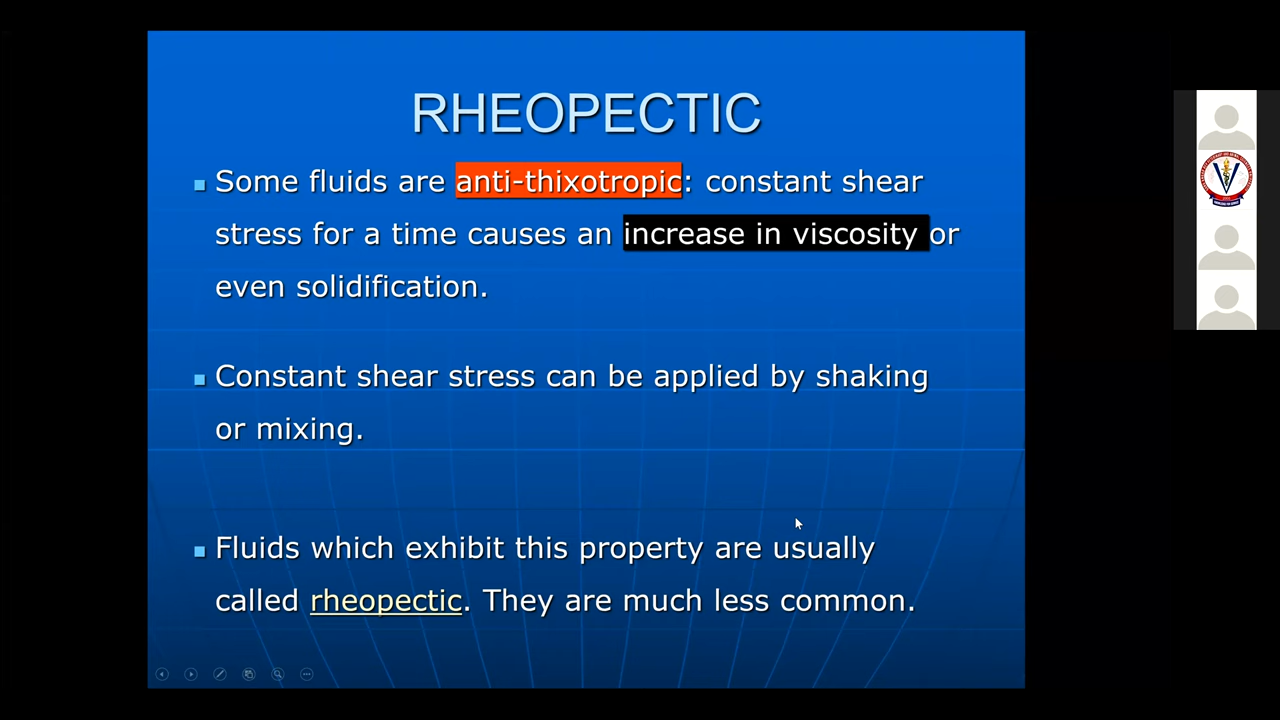 RHEOPECTIC
Some fluids are anti-thixotropic: constant shear
stress for a time causes an increase in viscosity or
even solidification.
Constant shear stress can be applied by shaking
or mixing.
Fluids which exhibit this property are usually
called rheopectic. They are much less common.